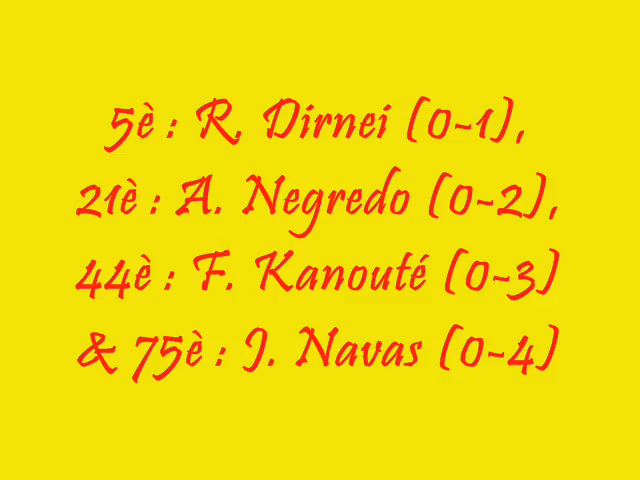 5è : R. Dirnei (0-1),
21è : A. Negredo (0-2),
44è : F. Kanouté (0-3)
& 75è : J. Navas (0-4)